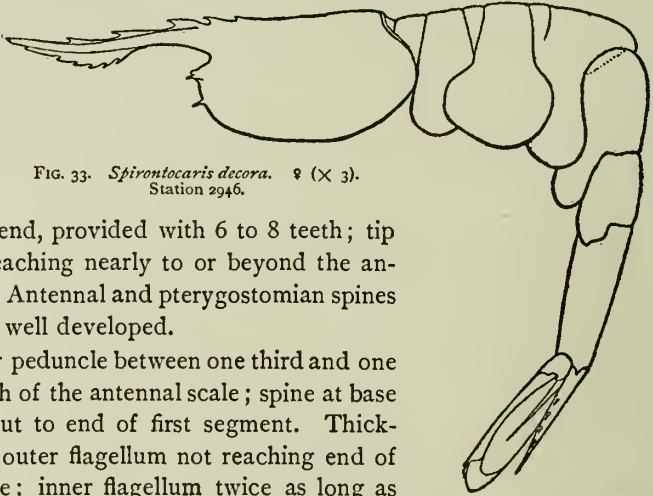 FIG. 33. Spirontocaris decora. ♀ (× 3).
Station 2946.
end, provided with 6 to 8 teeth; tip
eaching nearly to or beyond the an-
Antennal and pterygostomian spines
well developed.
peduncle between one third and one
h of the antennal scale; spine at base
ut to end of first segment. Thick-
outer flagellum not reaching end of
e; inner flagellum twice as long as